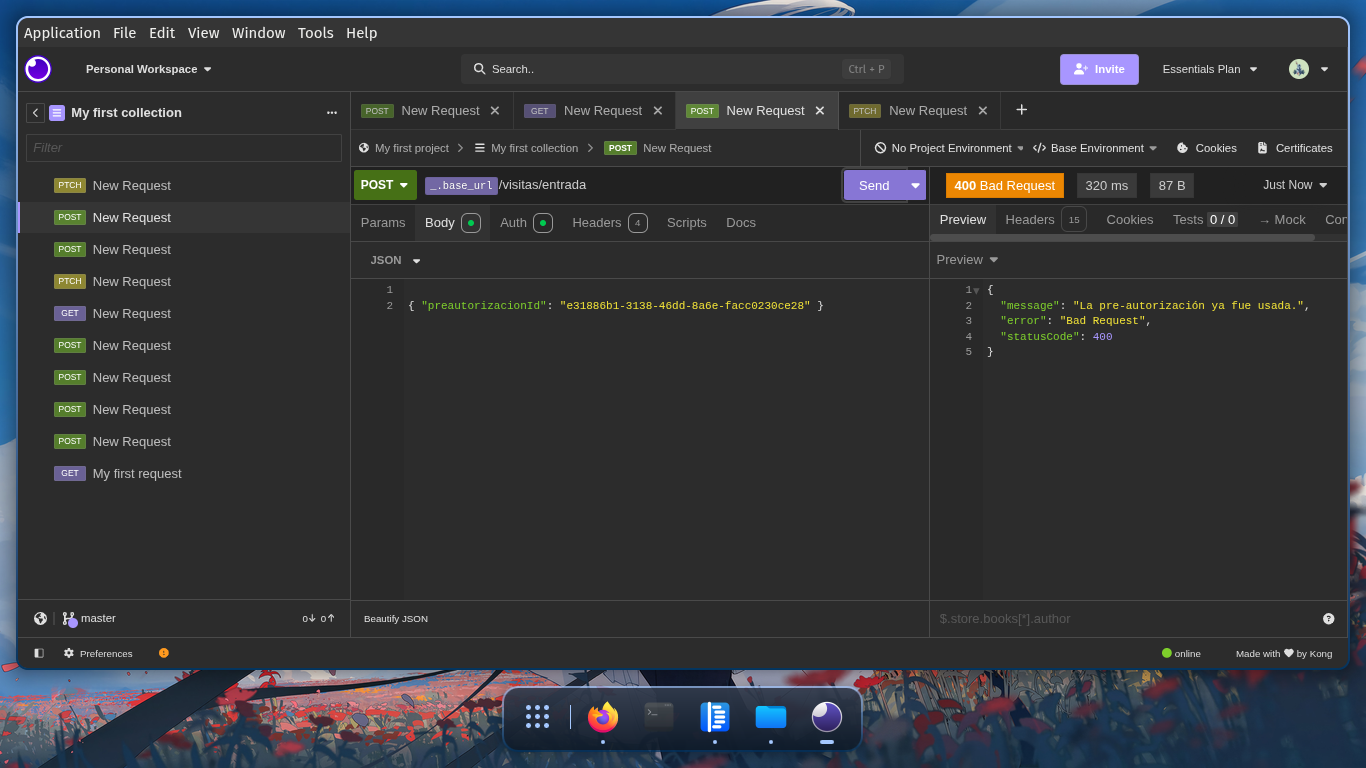 Application File Edit View Window Tools Help
Personal Workspace
Search..
Ctrl + P
Invite
Essentials Plan
My first collection
Filter
PTCH New Request
POST New Request
POST New Request
PTCH New Request
GET New Request
POST New Request
POST New Request
POST New Request
POST New Request
GET My first request
master
0 0
POST New Request
GET New Request
POST New Request
PTCH New Request
My first project
My first collection
POST New Request
No Project Environment
Base Environment
Cookies
Certificates
POST
_.base_url/visitas/entrada
Send
Params Body Auth Headers 4 Scripts Docs
JSON
1
2 { "preautorizacionId": "e31886b1-3138-46dd-8a6e-facc0230ce28" }
Beautify JSON
400 Bad Request
320 ms
87 B
Just Now
Preview Headers 15 Cookies Tests 0 / 0 → Mock Con
Preview
1 {
2 "message": "La pre-autorización ya fue usada.",
3 "error": "Bad Request",
4 "statusCode": 400
5 }
$.store.books[*].author
Preferences
online
Made with by Kong